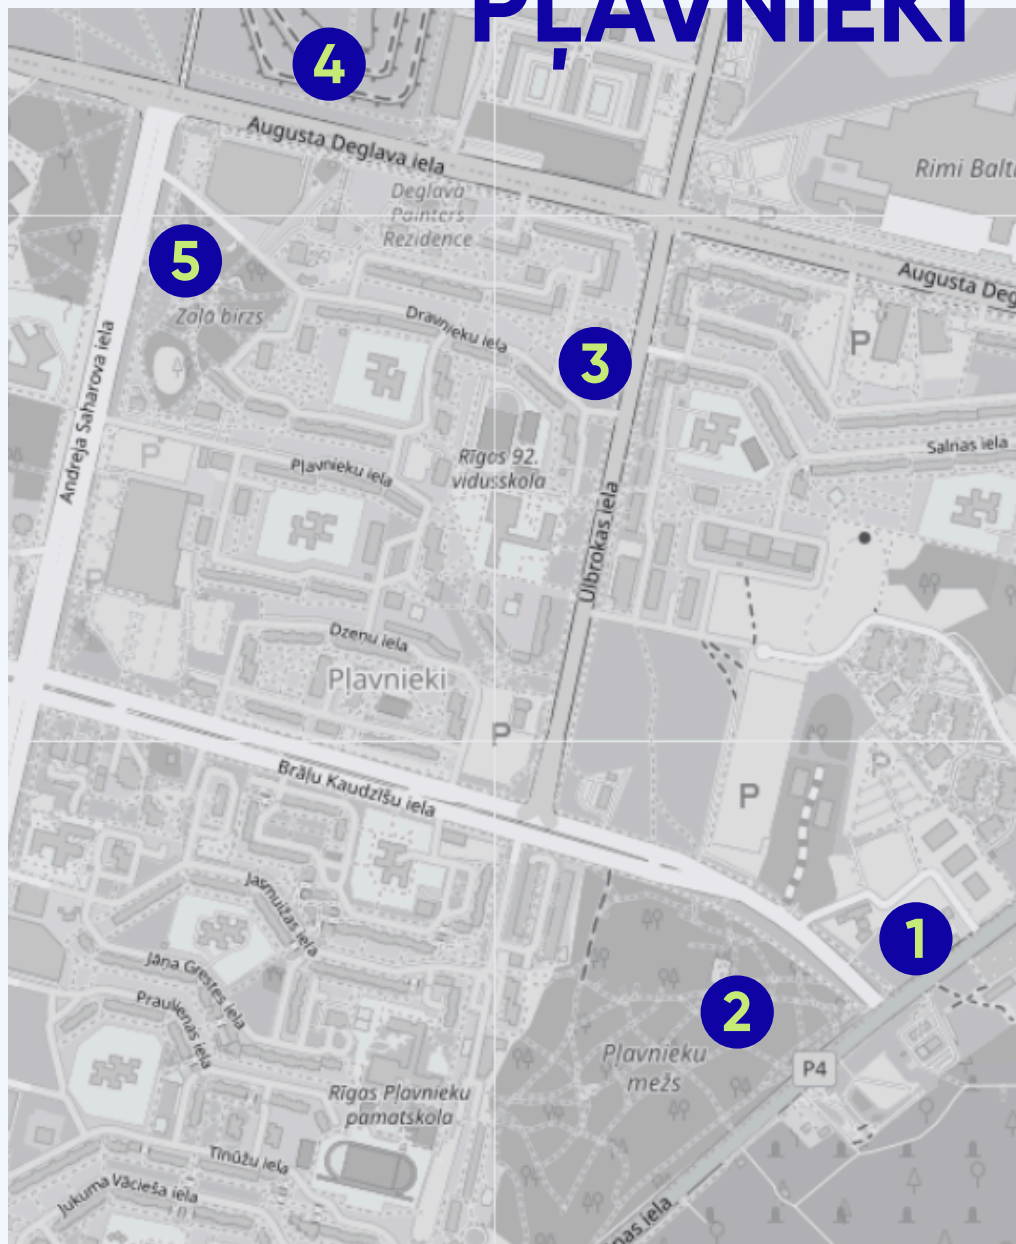 PĻAVNIEKI
4
Augusta Deglava iela
Rimi Balti
Deglava
Painters
Rezidence
P
5
Augusta Deg
Zaļā birzs
Dravnieku iela
P
3
Andreja Saharova iela
Salnas iela
P
Pļavnieku iela
Rīgas 92.
vidusskola
Ulbrokas iela
P
Dzeņu iela
Pļavnieki
P
P
Brāļu Kaudzīšu iela
P
Jasmuižas iela
1
Jāņa Grestes iela
Praulienas iela
2
Pļavnieku
mežs
P4
Rīgas Pļavnieku
pamatskola
Tīnūžu iela
Jukuma Vācieša iela
nas iela